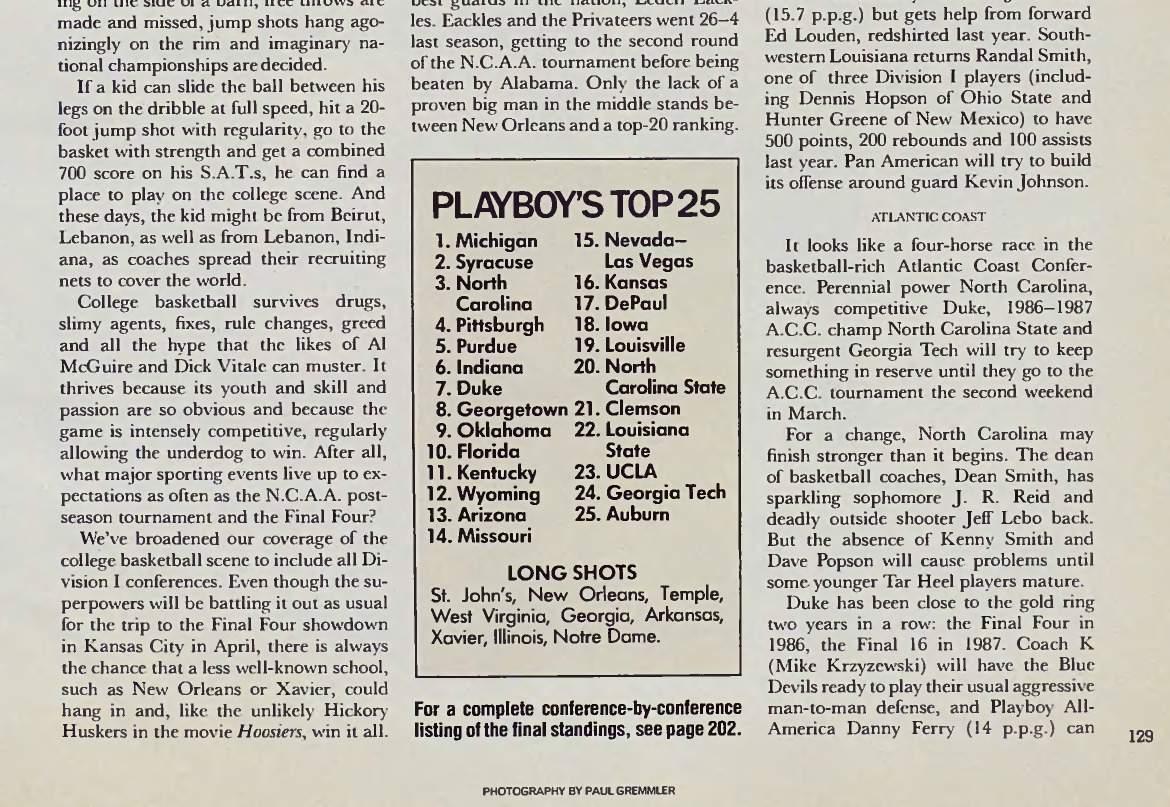 ing on the side of a barn, free throws are
made and missed, jump shots hang ago-
nizingly on the rim and imaginary na-
tional championships are decided.
If a kid can slide the ball between his
legs on the dribble at full speed, hit a 20-
foot jump shot with regularity, go to the
basket with strength and get a combined
700 score on his S.A.T.s, he can find a
place to play on the college scene. And
these days, the kid might be from Beirut,
Lebanon, as well as from Lebanon, Indi-
ana, as coaches spread their recruiting
nets to cover the world.
College basketball survives drugs,
slimy agents, fixes, rule changes, greed
and all the hype that the likes of Al
McGuire and Dick Vitale can muster. It
thrives because its youth and skill and
passion are so obvious and because the
game is intensely competitive, regularly
allowing the underdog to win. After all,
what major sporting events live up to ex-
pectations as often as the N.C.A.A. post-
season tournament and the Final Four?
We've broadened our coverage of the
college basketball scene to include all Di-
vision I conferences. Even though the su-
perpowers will be battling it out as usual
for the trip to the Final Four showdown
in Kansas City in April, there is always
the chance that a less well-known school,
such as New Orleans or Xavier, could
hang in and, like the unlikely Hickory
Huskers in the movie Hoosiers, win it all.
best guards in the nation,
les. Eackles and the Privateers went 26–4
last season, getting to the second round
of the N.C.A.A. tournament before being
beaten by Alabama. Only the lack of a
proven big man in the middle stands be-
tween New Orleans and a top-20 ranking.
PLAYBOY'S TOP 25
1. Michigan
2. Syracuse
3. North
Carolina
4. Pittsburgh
5. Purdue
6. Indiana
7. Duke
8. Georgetown
9. Oklahoma
10. Florida
11. Kentucky
12. Wyoming
13. Arizona
14. Missouri
15. Nevada–
Las Vegas
16. Kansas
17. DePaul
18. Iowa
19. Louisville
20. North
Carolina State
21. Clemson
22. Louisiana
State
23. UCLA
24. Georgia Tech
25. Auburn
LONG SHOTS
St. John's, New Orleans, Temple,
West Virginia, Georgia, Arkansas,
Xavier, Illinois, Notre Dame.
For a complete conference-by-conference
listing of the final standings, see page 202.
(15.7 p.p.g.) but gets help from forward
Ed Louden, redshirted last year. South-
western Louisiana returns Randal Smith,
one of three Division I players (includ-
ing Dennis Hopson of Ohio State and
Hunter Greene of New Mexico) to have
500 points, 200 rebounds and 100 assists
last year. Pan American will try to build
its offense around guard Kevin Johnson.
ATLANTIC COAST
It looks like a four-horse race in the
basketball-rich Atlantic Coast Confer-
ence. Perennial power North Carolina,
always competitive Duke, 1986–1987
A.C.C. champ North Carolina State and
resurgent Georgia Tech will try to keep
something in reserve until they go to the
A.C.C. tournament the second weekend
in March.
For a change, North Carolina may
finish stronger than it begins. The dean
of basketball coaches, Dean Smith, has
sparkling sophomore J. R. Reid and
deadly outside shooter Jeff Lebo back.
But the absence of Kenny Smith and
Dave Popson will cause problems until
some younger Tar Heel players mature.
Duke has been close to the gold ring
two years in a row: the Final Four in
1986, the Final 16 in 1987. Coach K
(Mike Krzyzewski) will have the Blue
Devils ready to play their usual aggressive
man-to-man defense, and Playboy All-
America Danny Ferry (14 p.p.g.) can
129
PHOTOGRAPHY BY PAUL GREMMLER